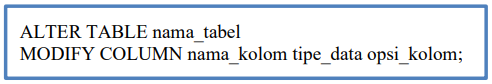 ALTER TABLE nama_tabel
MODIFY COLUMN nama_kolom tipe_data opsi_kolom;